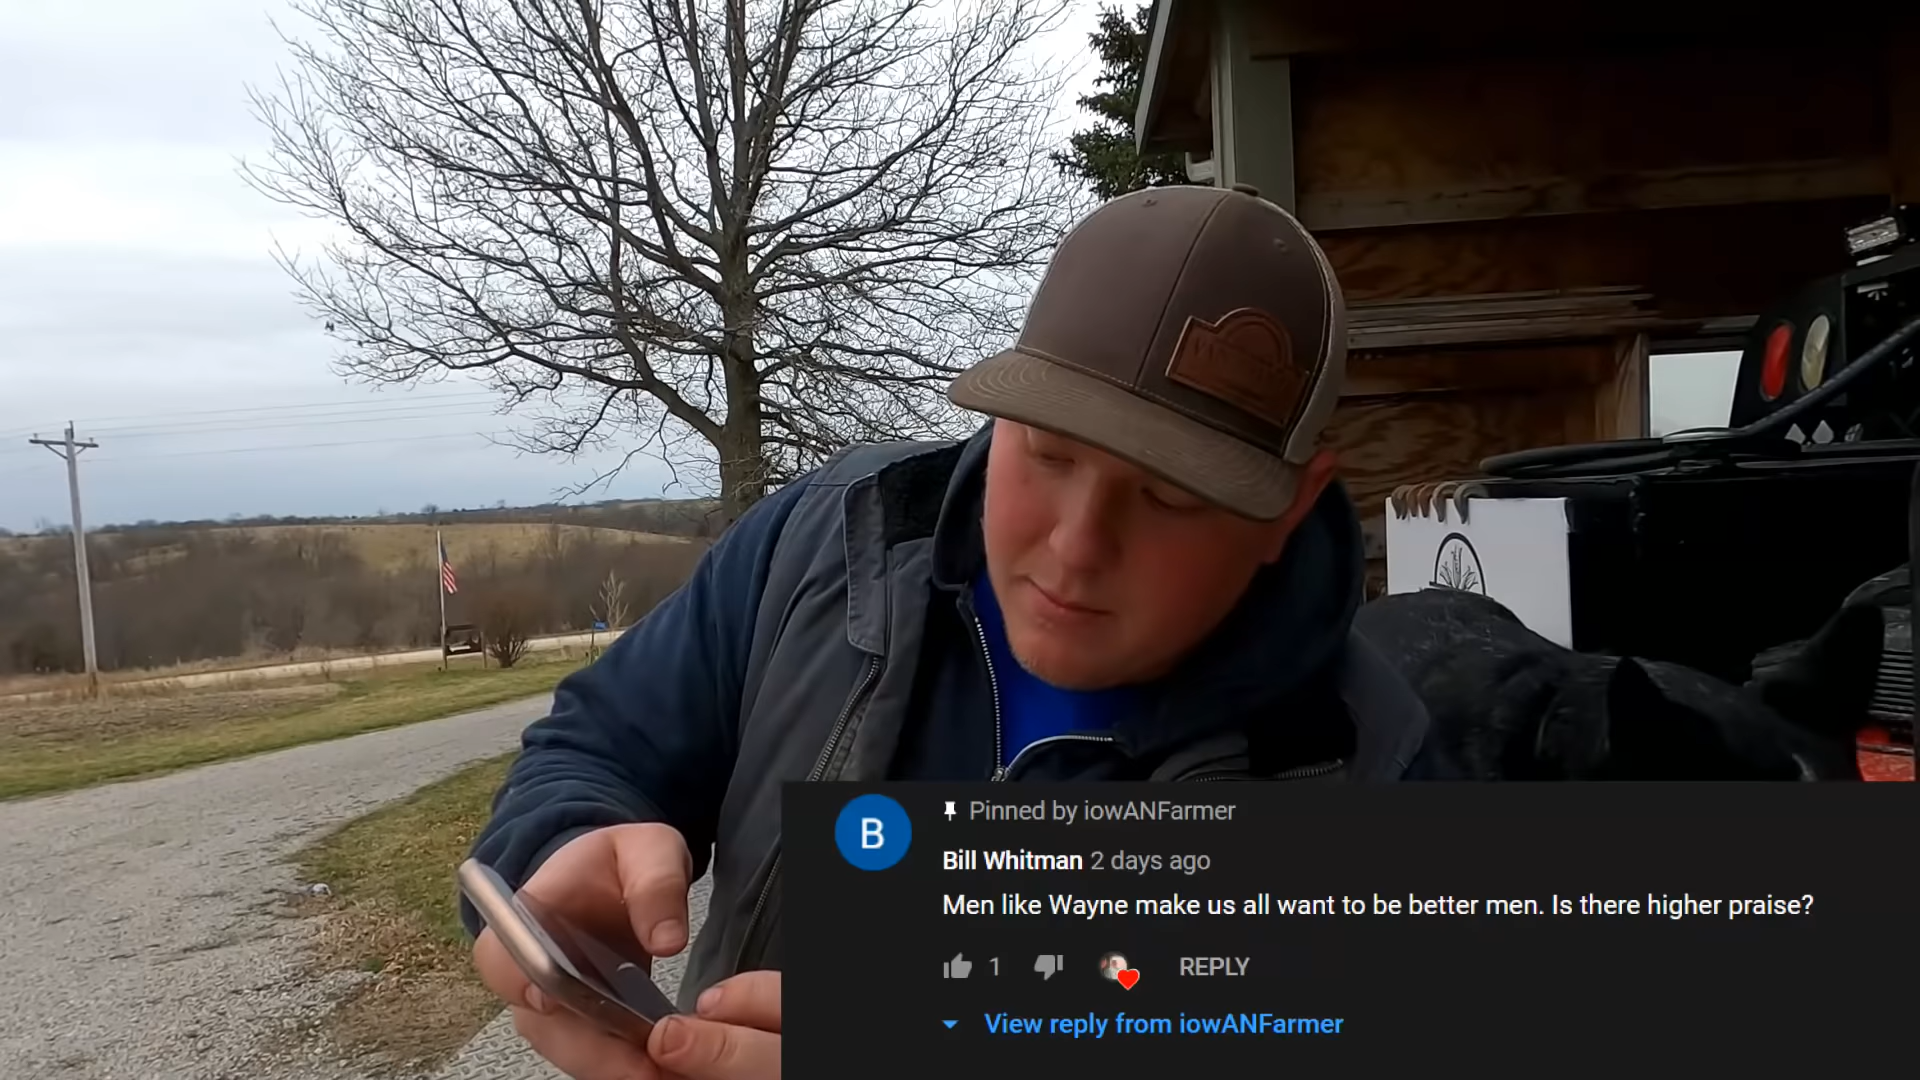 Pinned by iowANFarmer
Bill Whitman 2 days ago
Men like Wayne make us all want to be better men. Is there higher praise?
1
REPLY
View reply from iowANFarmer
B